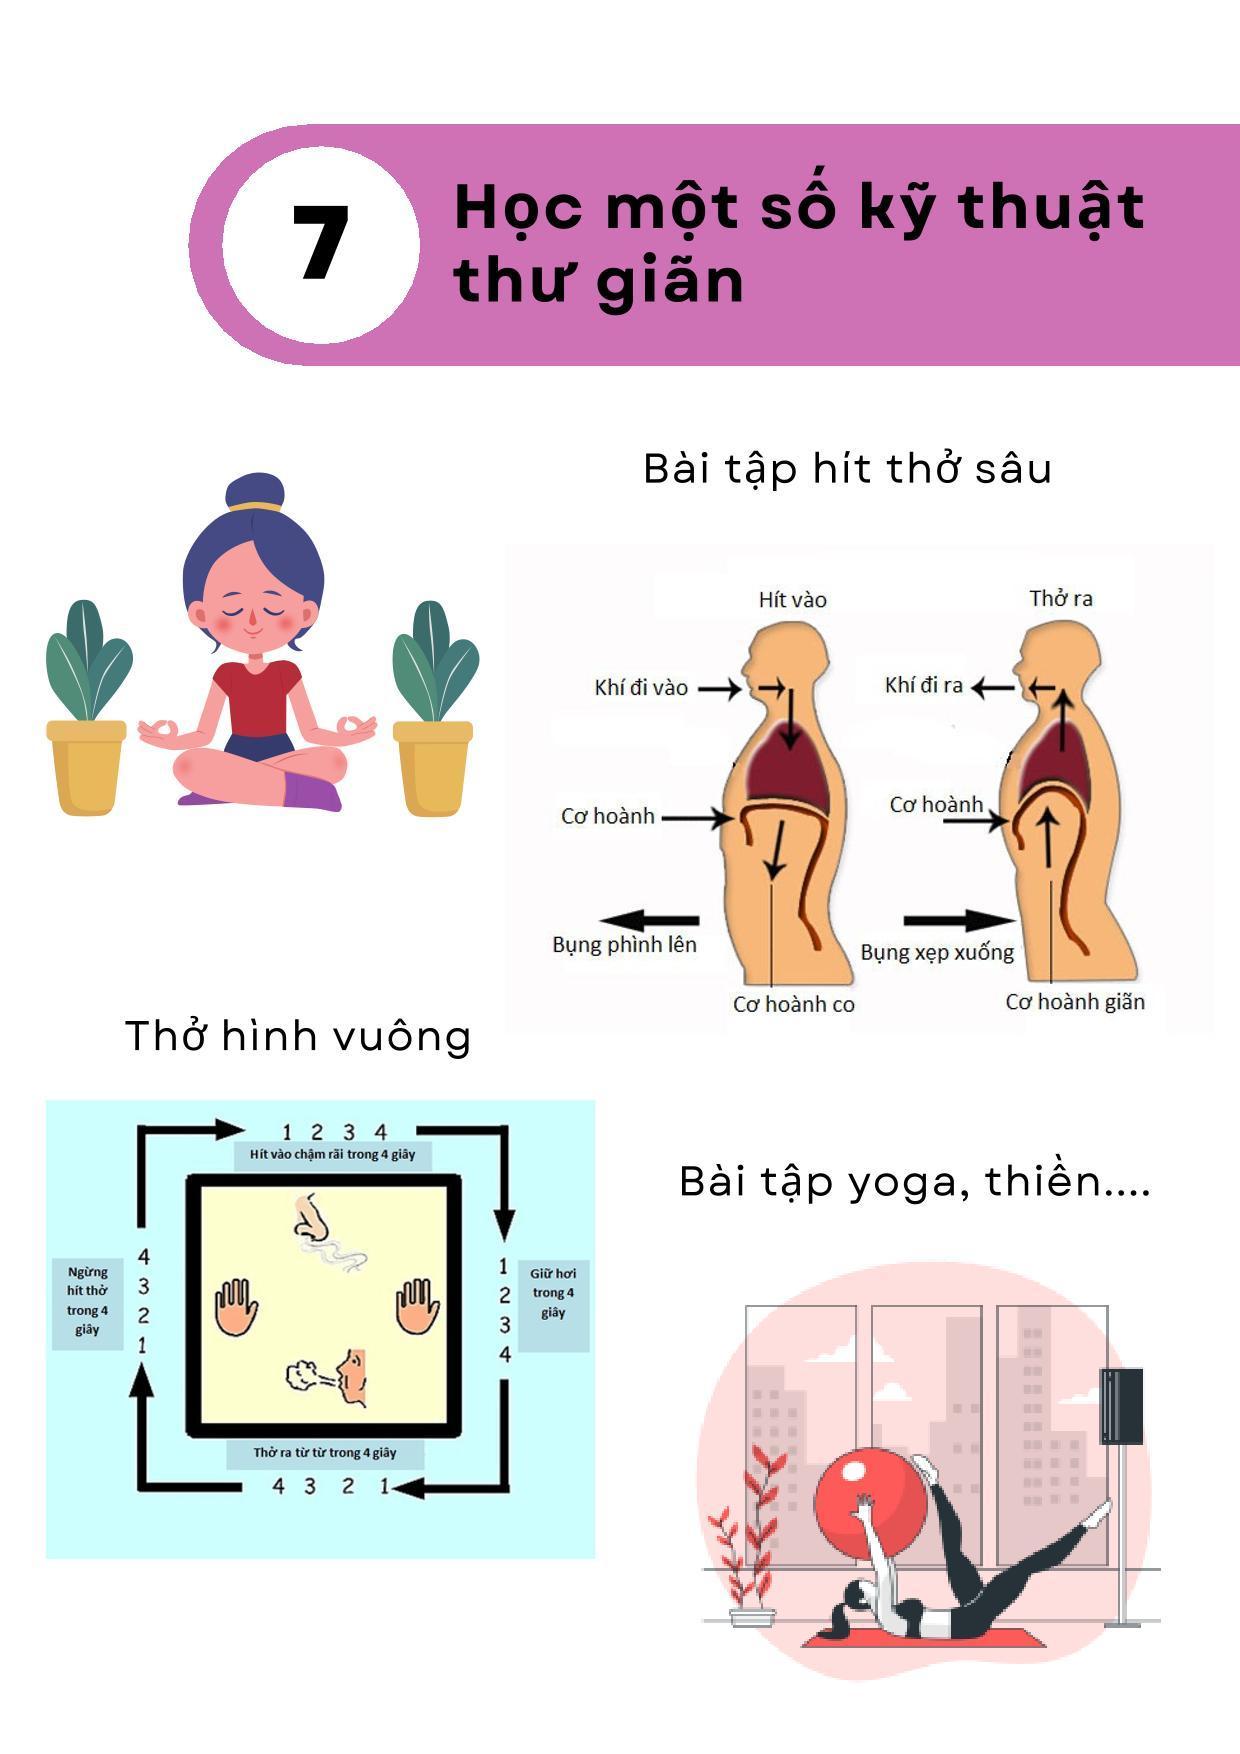 7
Học một số kỹ thuật
thư giãn
Bài tập hít thở sâu
Hít vào
Thở ra
Khí đi vào
Khí đi ra
Cơ hoành
Cơ hoành
Bụng phình lên
Bụng xẹp xuống
Cơ hoành co
Cơ hoành giãn
Thở hình vuông
1 2 3 4
Hít vào chậm rãi trong 4 giây
4
3
2
1
Ngừng
hít thở
trong 4
giây
1
2
3
4
Giữ hơi
trong 4
giây
Thở ra từ từ trong 4 giây
4 3 2 1
Bài tập yoga, thiền....